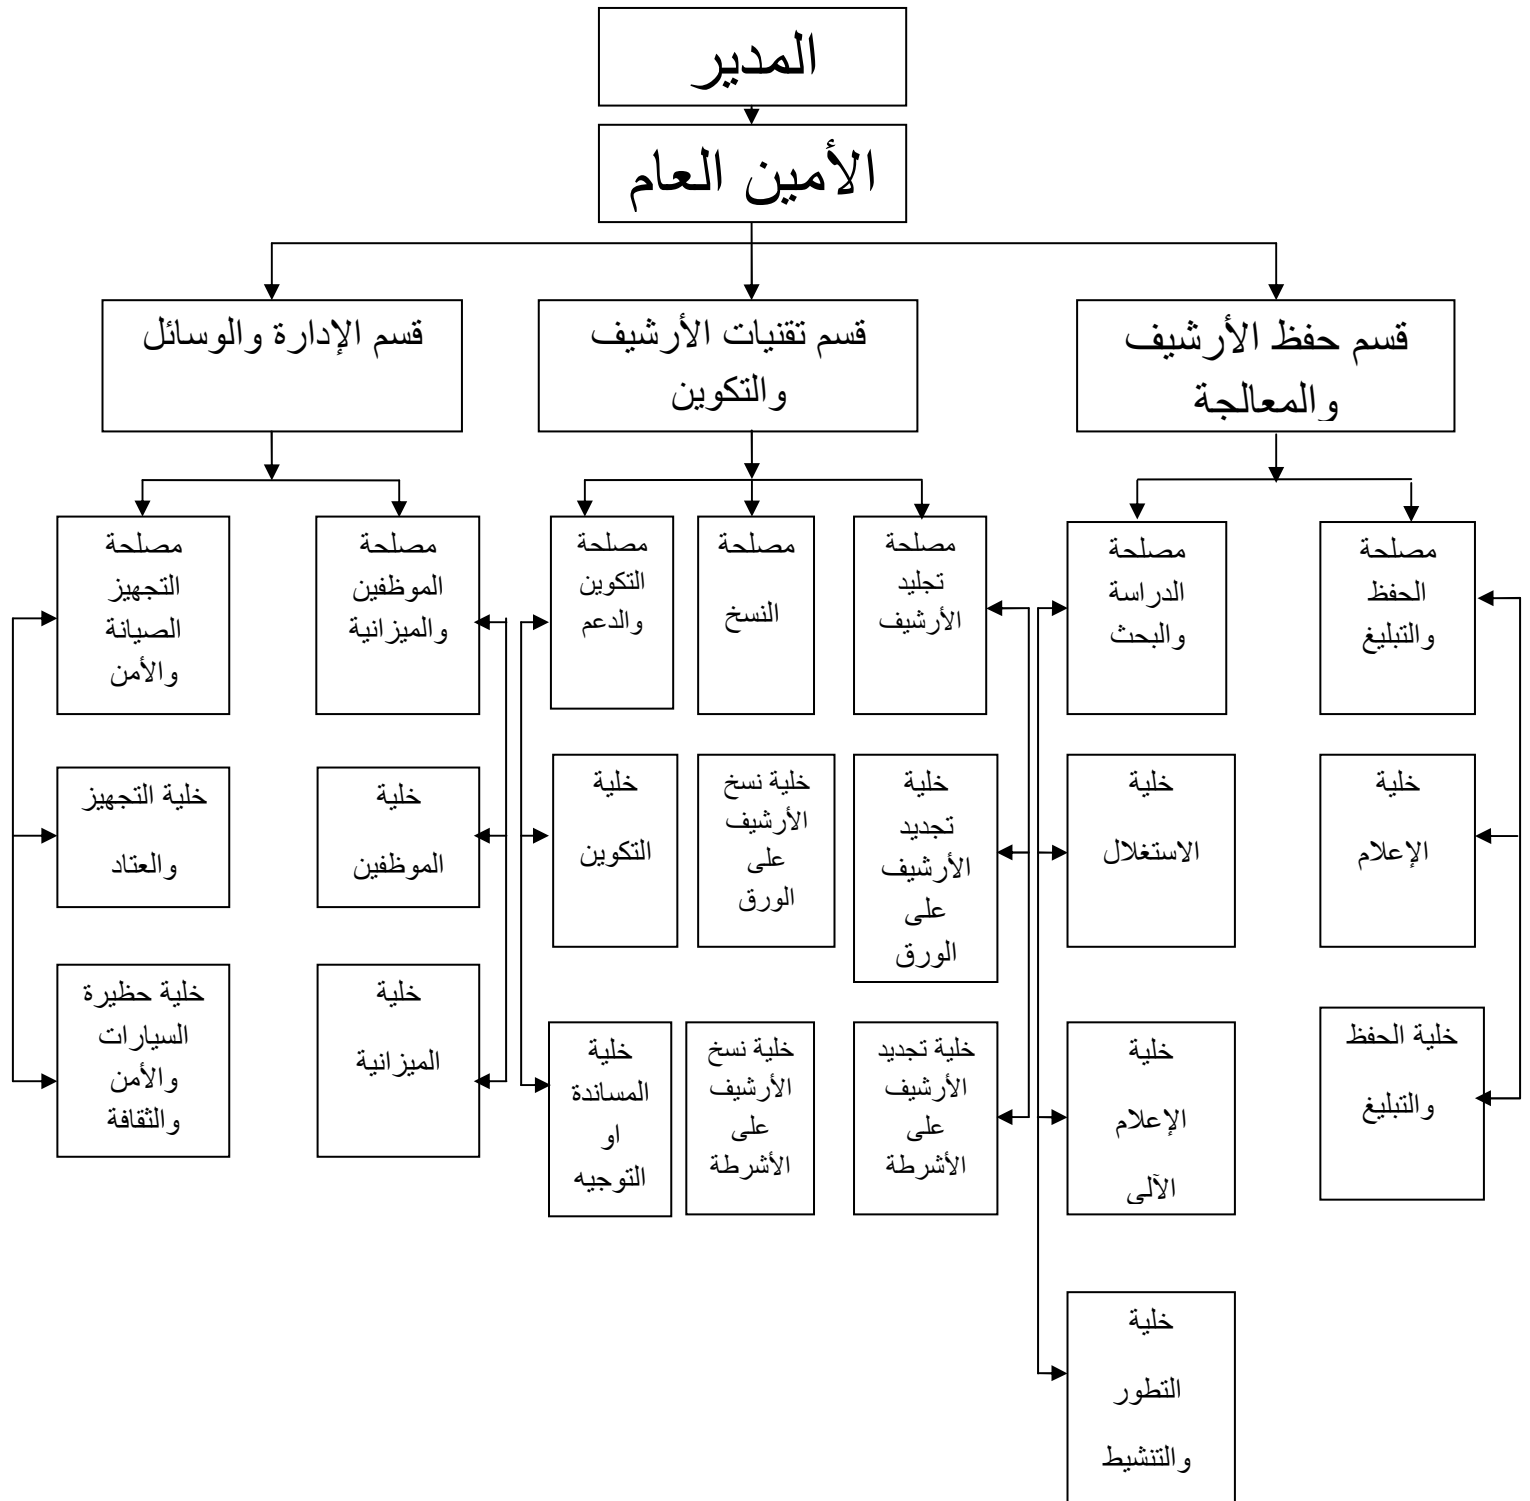 المدير
الأمين العام
قسم حفظ الأرشيف
والمعالجة
قسم تقنيات الأرشيف
والتكوين
قسم الإدارة والوسائل
مصلحة
الحفظ
والتبليغ
مصلحة
الدراسة
والبحث
مصلحة
تجليد
الأرشيف
مصلحة
النسخ
مصلحة
التكوين
والدعم
مصلحة
الموظفين
والميزانية
مصلحة
التجهيز
الصيانة
والأمن
خلية
الإعلام
خلية
الاستغلال
خلية
تجديد
الأرشيف
على
الورق
خلية نسخ
الأرشيف
على
الورق
خلية
التكوين
خلية
الموظفين
خلية التجهيز
والعتاد
خلية الحفظ
والتبليغ
خلية
الإعلام
الآلى
خلية تجديد
الأرشيف
على
الأشرطة
خلية نسخ
الأرشيف
على
الأشرطة
خلية
المساندة
او
التوجيه
خلية
الميزانية
خلية حظيرة
السيارات
والأمن
والثقافة
خلية
التطور
والتنشيط